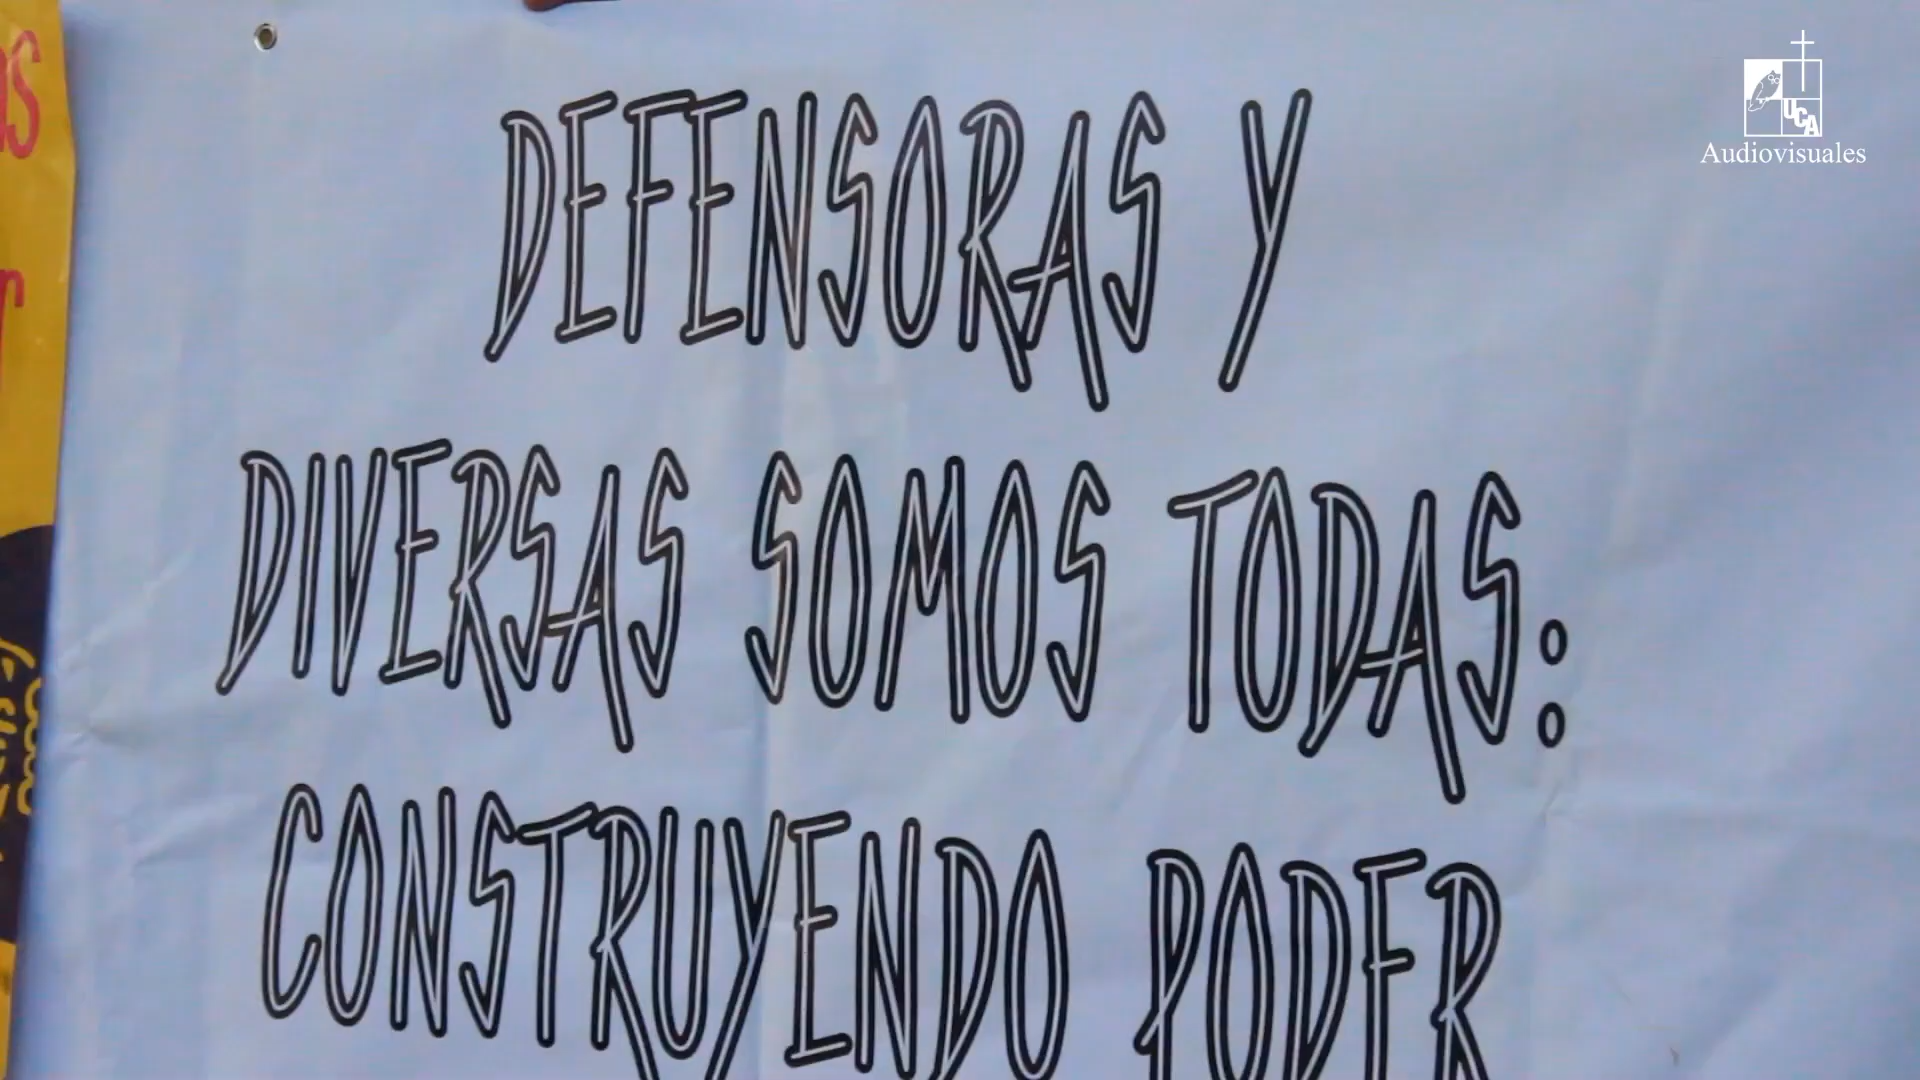 DEFENSORAS Y
DIVERSAS SOMOS TODAS:
CONSTRUYENDO PODER
UCA
Audiovisuales